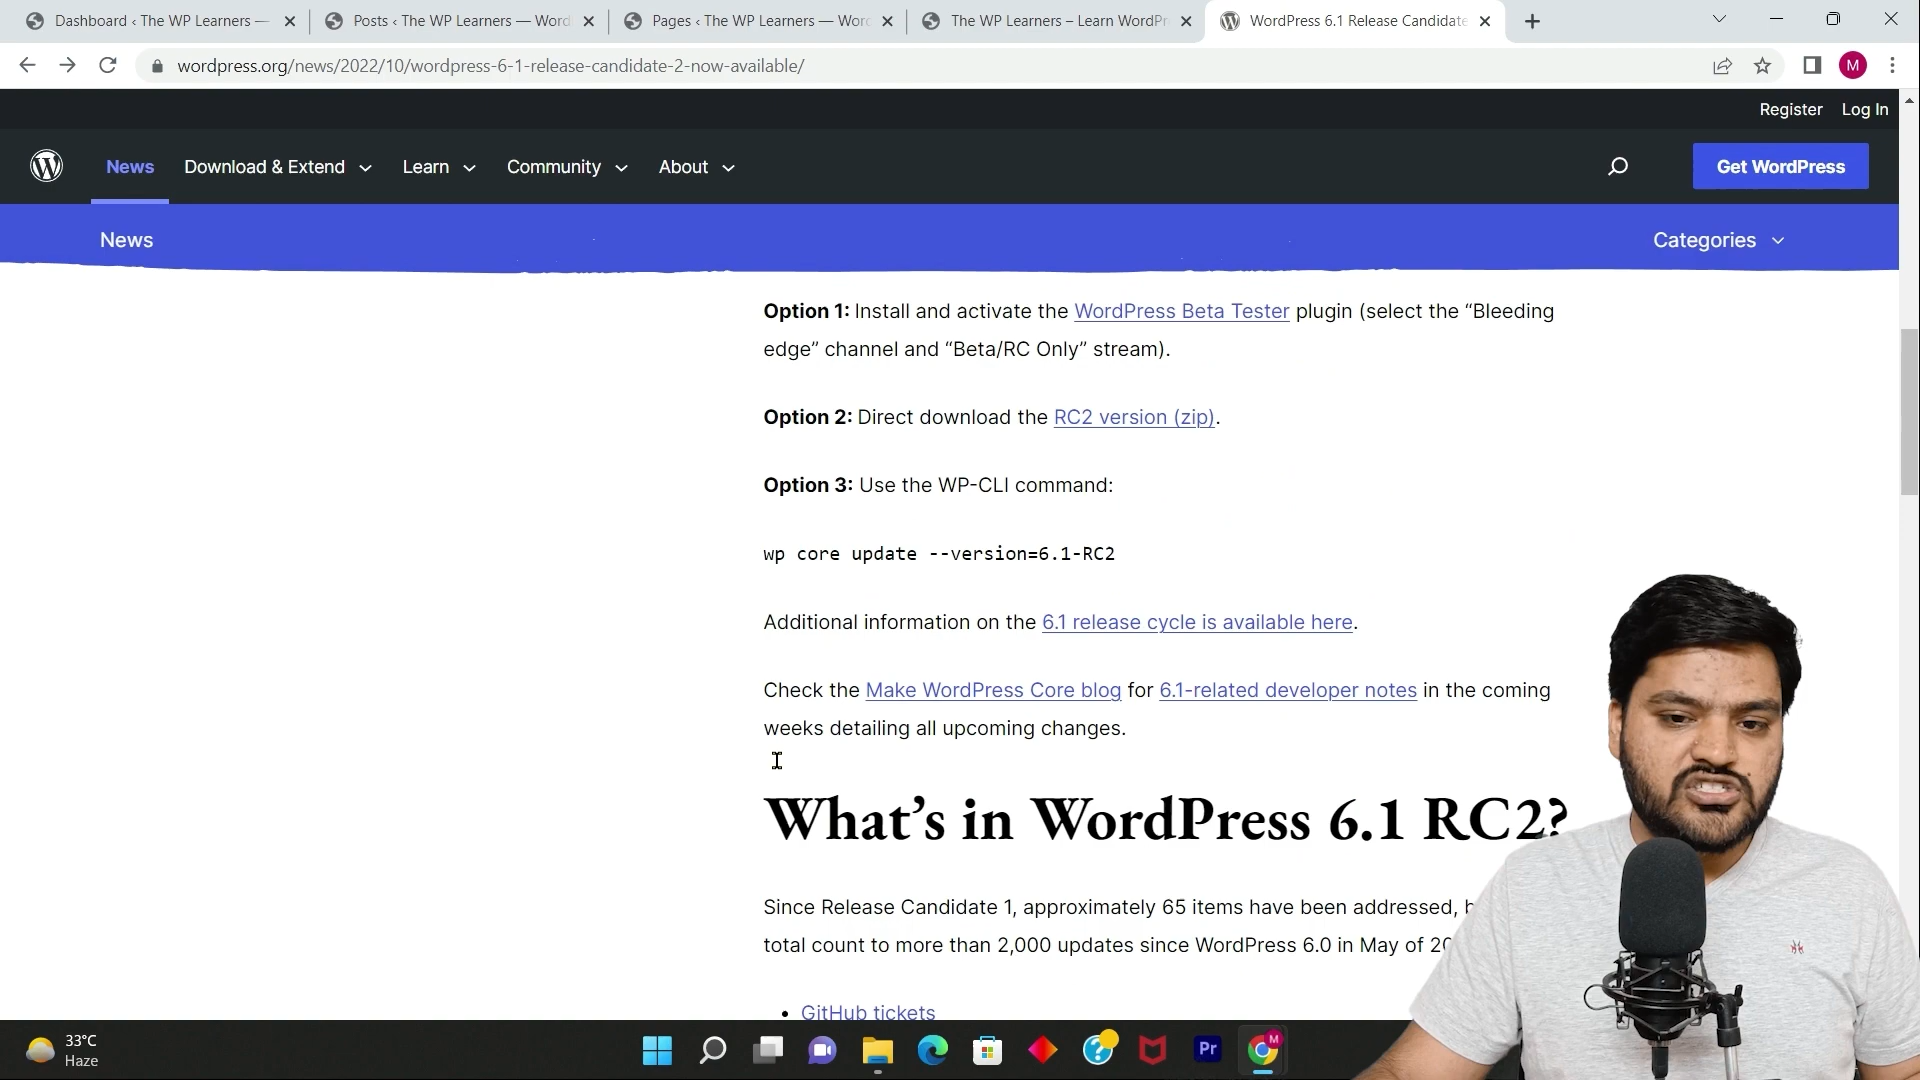 Dashboard ‹ The WP Learners —
Posts ‹ The WP Learners — Word
Pages ‹ The WP Learners — Word
The WP Learners – Learn WordPr
WordPress 6.1 Release Candidate
wordpress.org/news/2022/10/wordpress-6-1-release-candidate-2-now-available/
M
Register
Log In
News
Download & Extend
Learn
Community
About
Get WordPress
News
Categories
Option 1: Install and activate the WordPress Beta Tester plugin (select the “Bleeding
edge” channel and “Beta/RC Only” stream).
Option 2: Direct download the RC2 version (zip).
Option 3: Use the WP-CLI command:
wp core update --version=6.1-RC2
Additional information on the 6.1 release cycle is available here.
Check the Make WordPress Core blog for 6.1-related developer notes in the coming
weeks detailing all upcoming changes.
What’s in WordPress 6.1 RC2?
Since Release Candidate 1, approximately 65 items have been addressed, b
total count to more than 2,000 updates since WordPress 6.0 in May of 20
• GitHub tickets
33°C
Haze
Pr
M